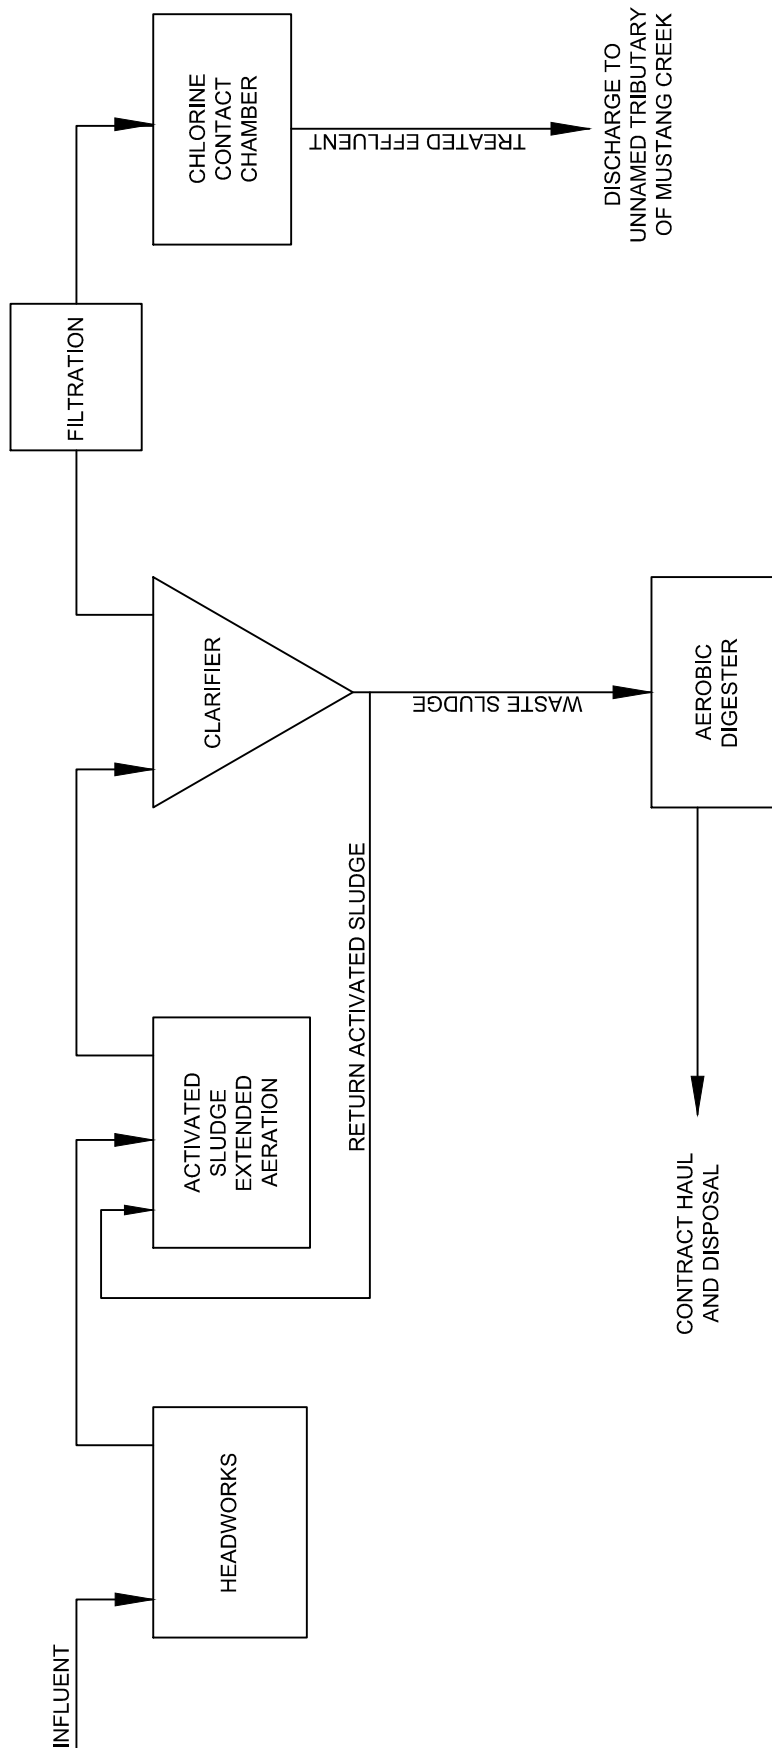 INFLUENT
HEADWORKS
ACTIVATED
SLUDGE
EXTENDED
AERATION
RETURN ACTIVATED SLUDGE
CLARIFIER
WASTE SLUDGE
AEROBIC
DIGESTER
CONTRACT HAUL
AND DISPOSAL
FILTRATION
CHLORINE
CONTACT
CHAMBER
TREATED EFFLUENT
DISCHARGE TO
UNNAMED TRIBUTARY
OF MUSTANG CREEK